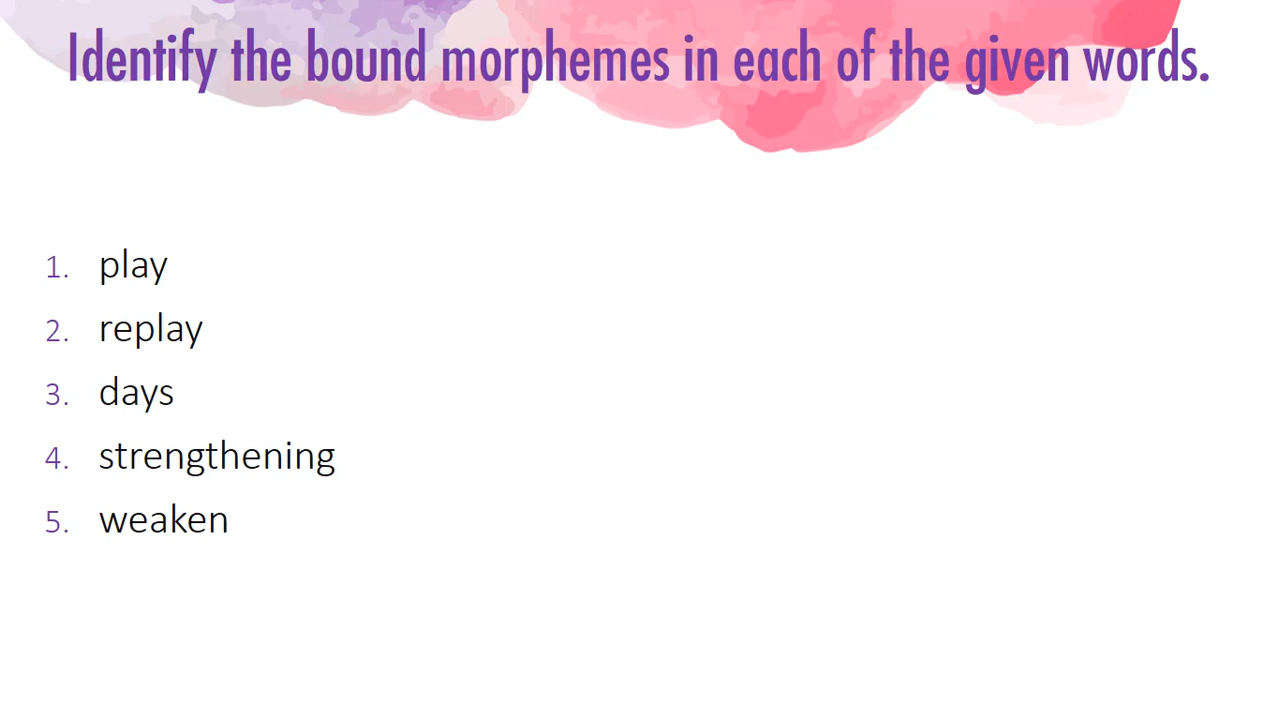 Identify the bound morphemes in each of the given words.
1. play
2. replay
3. days
4. strengthening
5. weaken